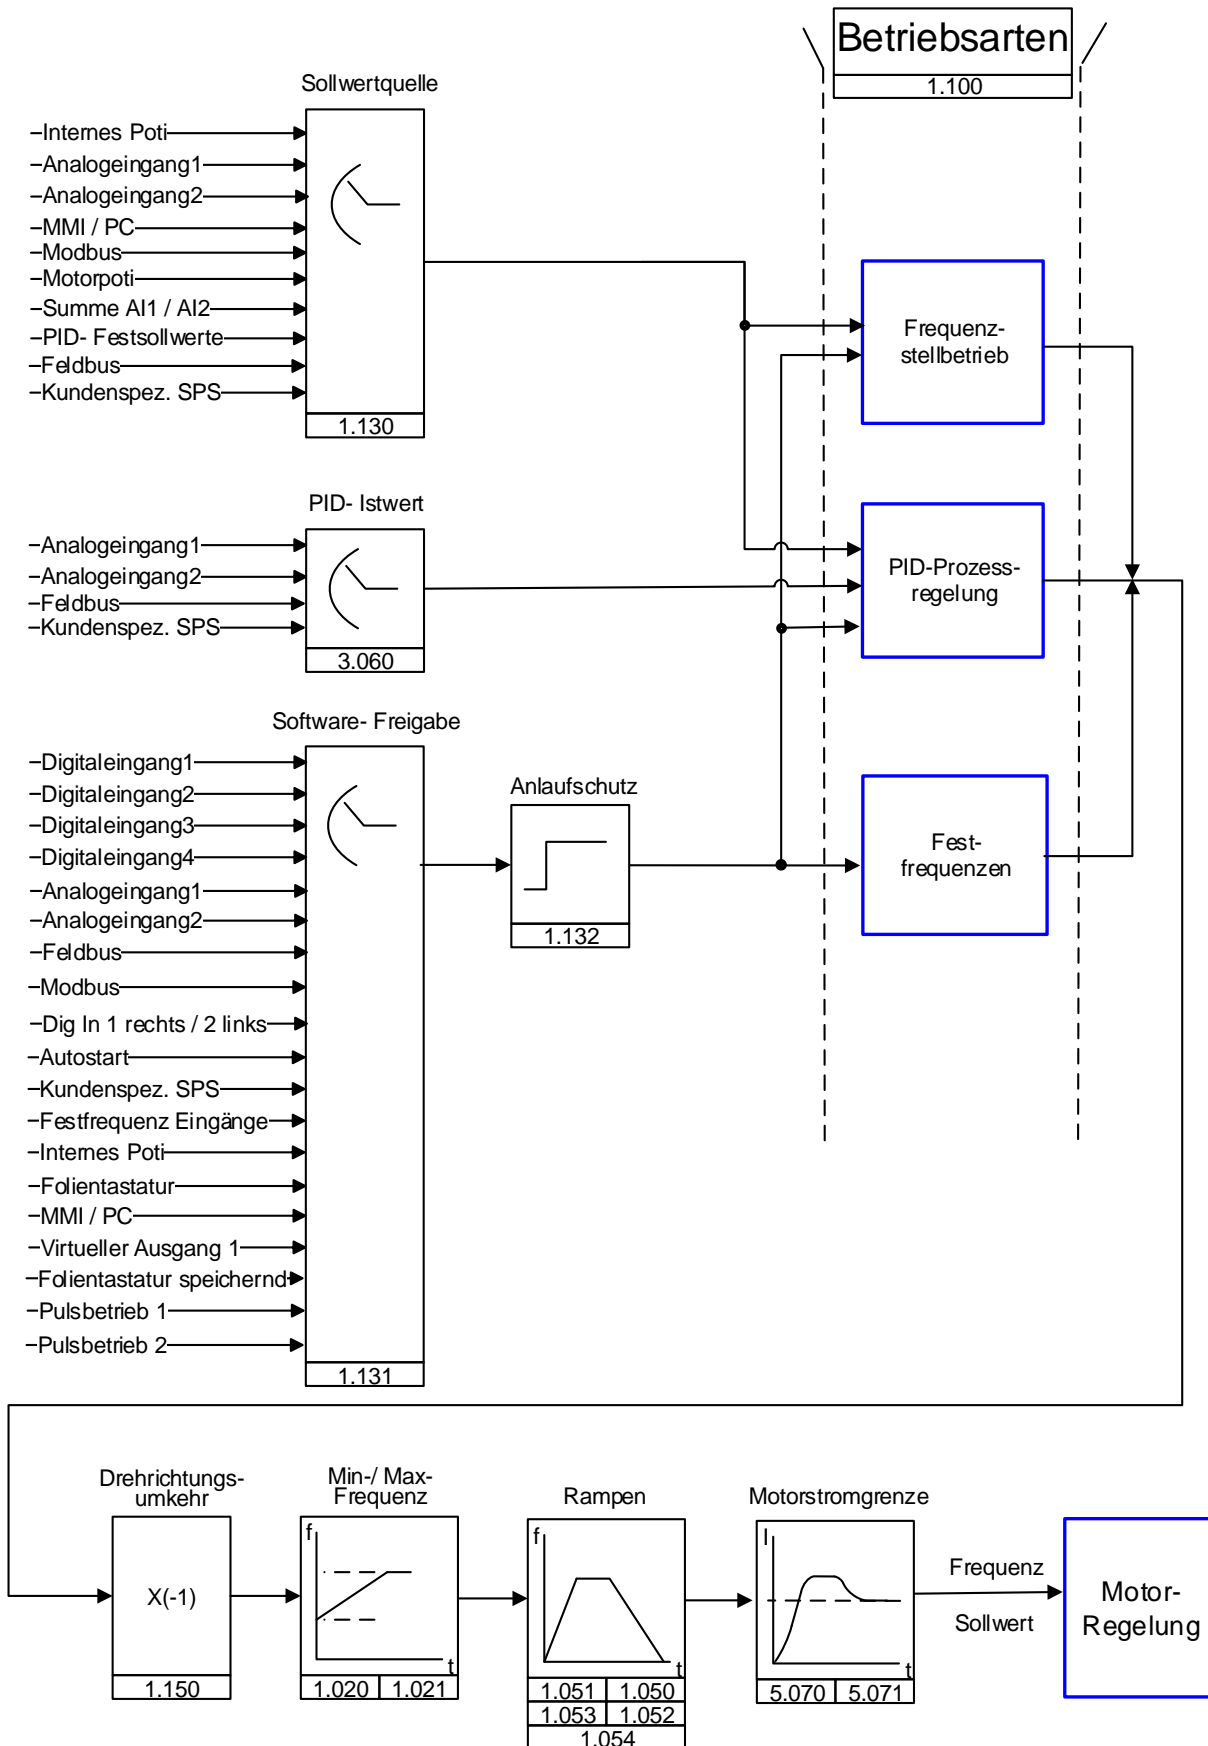 Betriebsarten
1.100
Sollwertquelle
Internes Poti
Analogeingang1
Analogeingang2
MMI / PC
Modbus
Motorpoti
Summe AI1 / AI2
PID- Festsollwerte
Feldbus
Kundenspez. SPS
1.130
Frequenz-
stellbetrieb
PID- Istwert
Analogeingang1
Analogeingang2
Feldbus
Kundenspez. SPS
3.060
PID-Prozess-
regelung
Software- Freigabe
Digitaleingang1
Digitaleingang2
Digitaleingang3
Digitaleingang4
Analogeingang1
Analogeingang2
Feldbus
Modbus
Dig In 1 rechts / 2 links
Autostart
Kundenspez. SPS
Festfrequenz Eingänge
Internes Poti
Folientastatur
MMI / PC
Virtueller Ausgang 1
Folientastatur speichernd
Pulsbetrieb 1
Pulsbetrieb 2
1.131
Anlaufschutz
1.132
Fest-
frequenzen
Drehrichtungs-
umkehr
X(-1)
1.150
Min-/ Max-
Frequenz
f
t
1.020 1.021
Rampen
f
t
1.051 1.050
1.053 1.052
1.054
Motorstromgrenze
I
t
5.070 5.071
Frequenz
Sollwert
Motor-
Regelung